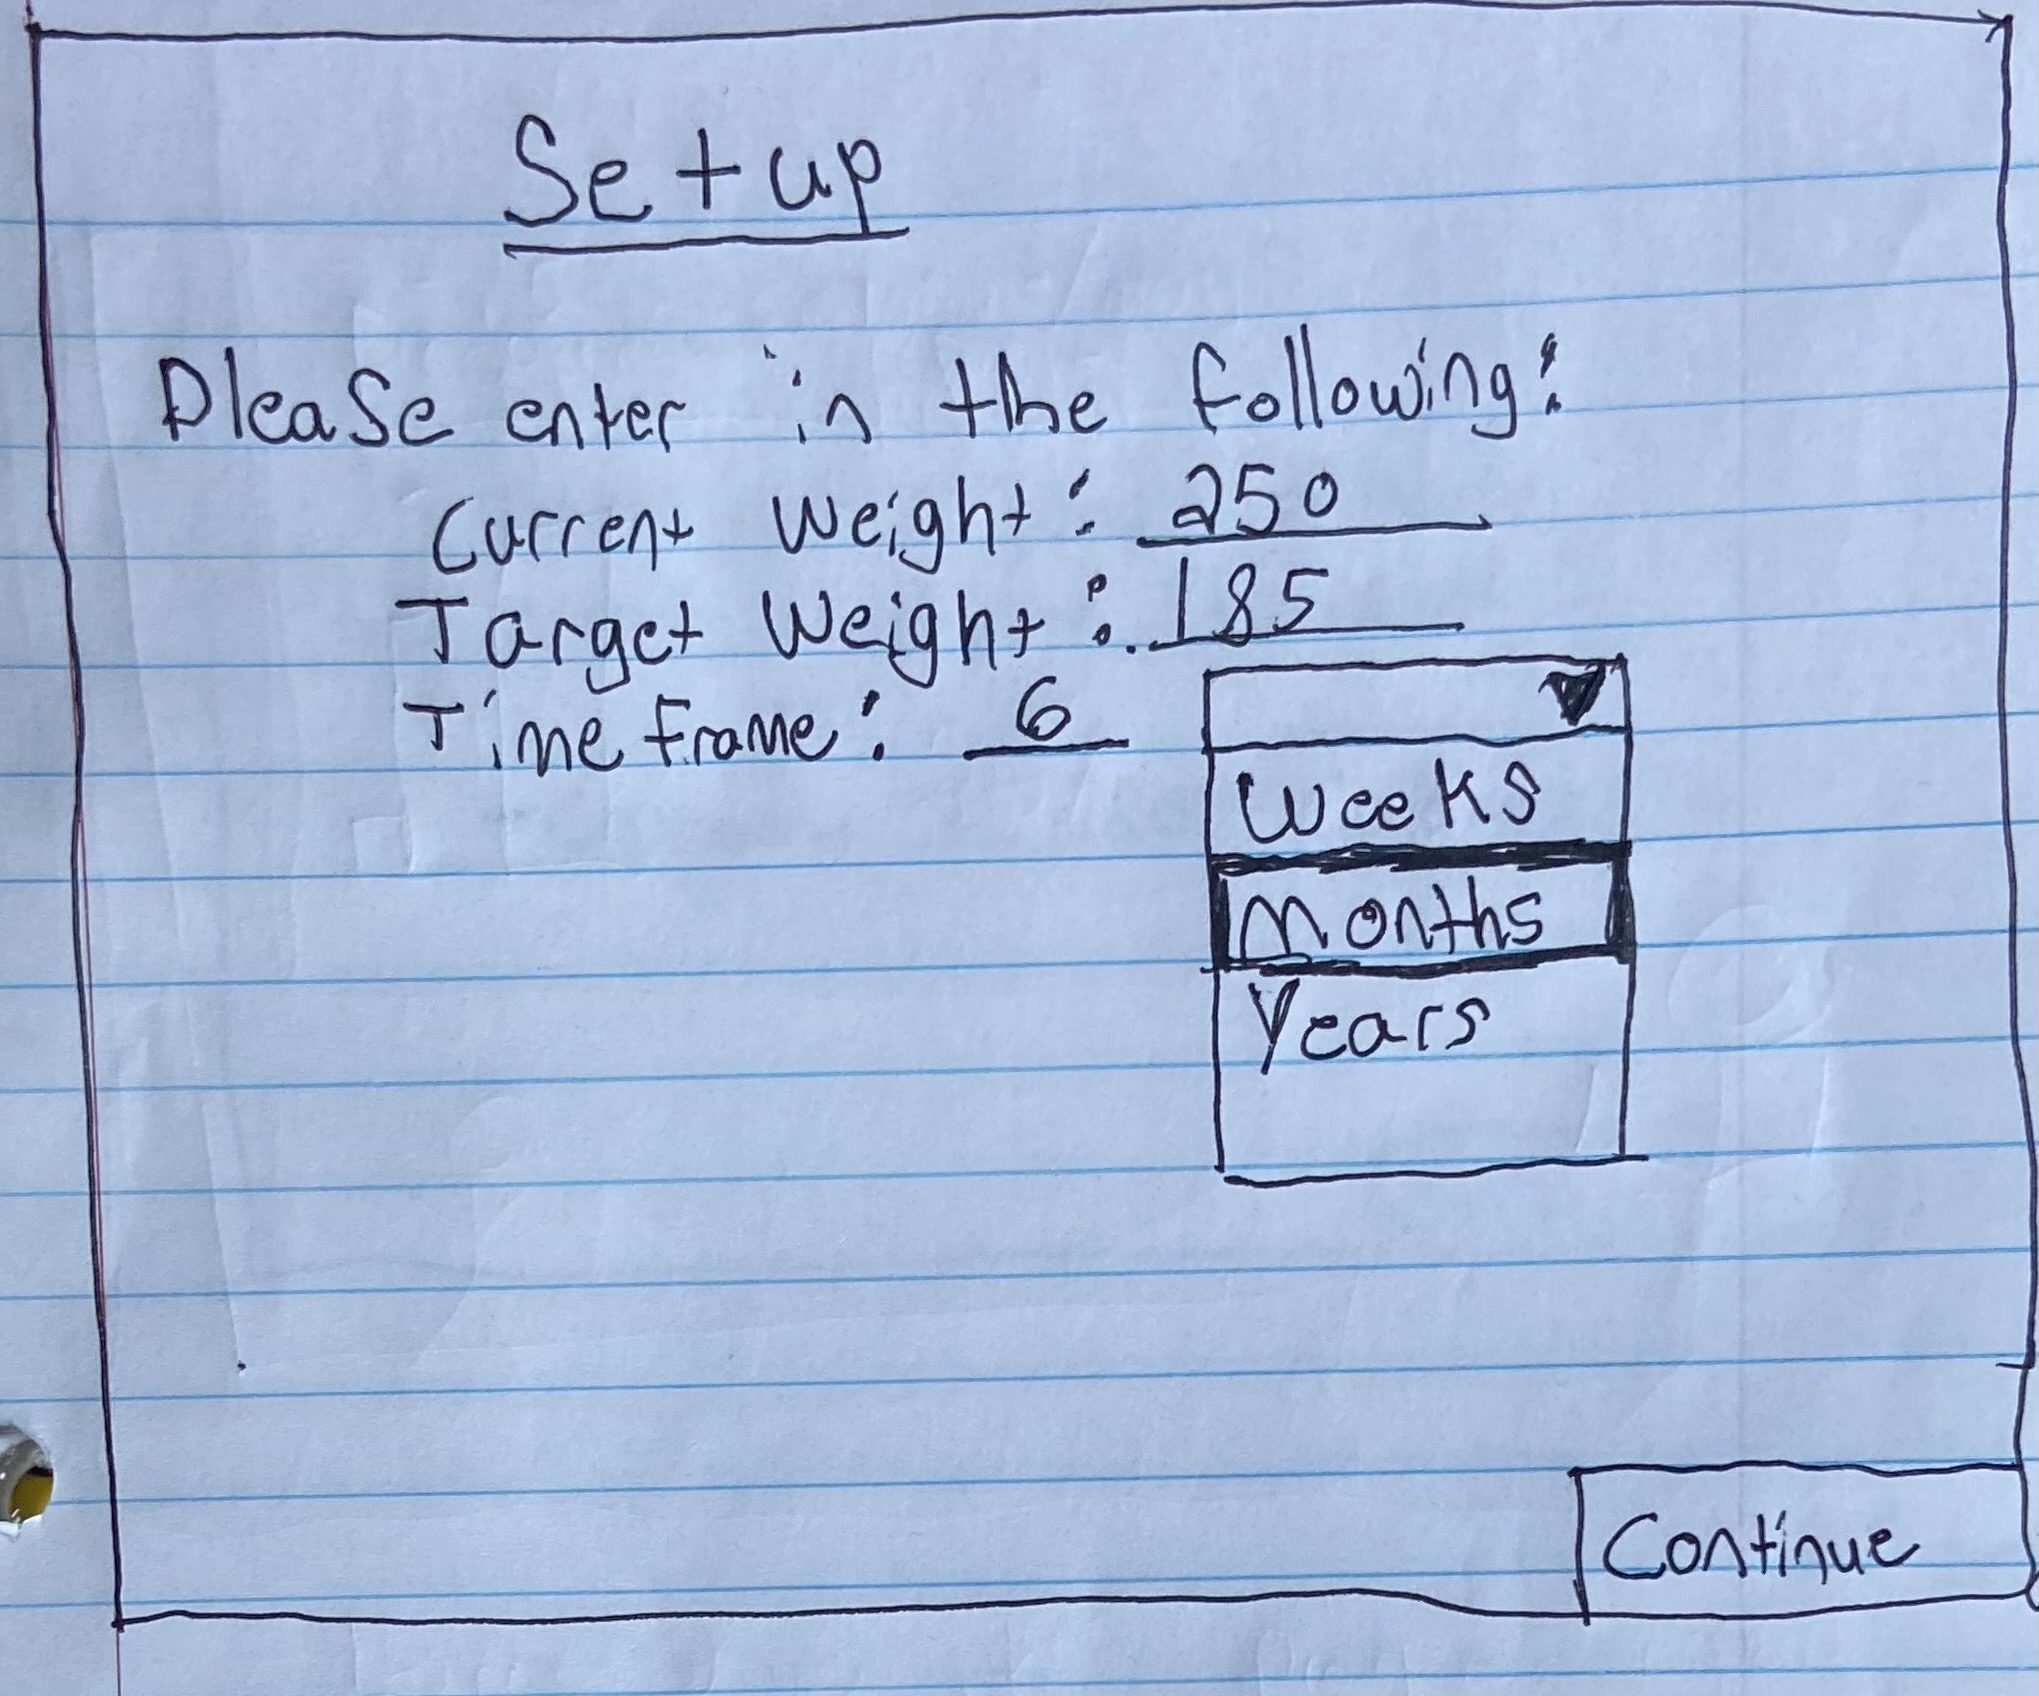 Setup
Please enter in the following:
Current Weight: 250
Target Weight: 185
Time Frame: 6
Weeks
Months
Years
Continue